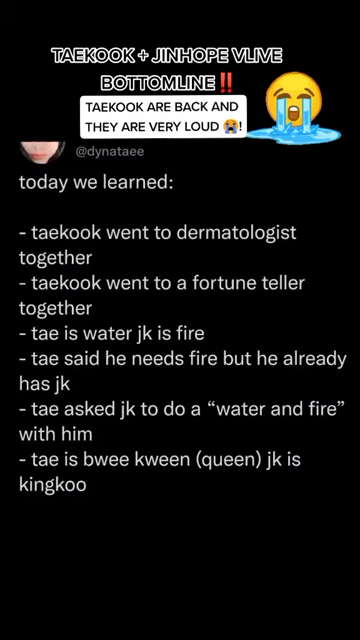 TAEKOOK + JINHOPE VLIVE
BOTTOMLINE‼️
TAEKOOK ARE BACK AND
THEY ARE VERY LOUD 😭!
@dynataee
today we learned:
- taekook went to dermatologist
together
- taekook went to a fortune teller
together
- tae is water jk is fire
- tae said he needs fire but he already
has jk
- tae asked jk to do a “water and fire”
with him
- tae is bwee kween (queen) jk is
kingkoo